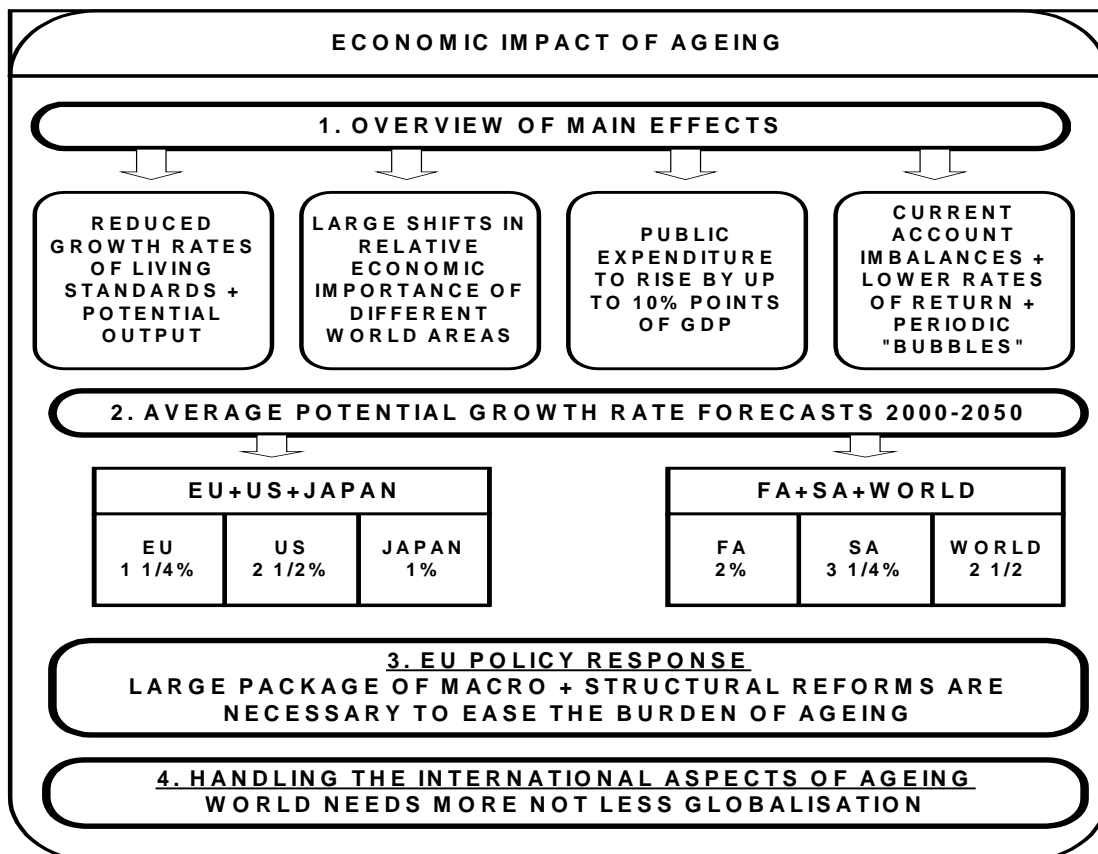 ECONOMIC IMPACT OF AGEING
1. OVERVIEW OF MAIN EFFECTS
REDUCED
GROWTH RATES
OF LIVING
STANDARDS +
POTENTIAL
OUTPUT
LARGE SHIFTS IN
RELATIVE
ECONOMIC
IMPORTANCE OF
DIFFERENT
WORLD AREAS
PUBLIC
EXPENDITURE
TO RISE BY UP
TO 10% POINTS
OF GDP
CURRENT
ACCOUNT
IMBALANCES +
LOWER RATES
OF RETURN +
PERIODIC
"BUBBLES"
2. AVERAGE POTENTIAL GROWTH RATE FORECASTS 2000-2050
EU+US+JAPAN
EU
1 1/4%
US
2 1/2%
JAPAN
1%
FA+SA+WORLD
FA
2%
SA
3 1/4%
WORLD
2 1/2
3. EU POLICY RESPONSE
LARGE PACKAGE OF MACRO + STRUCTURAL REFORMS ARE
NECESSARY TO EASE THE BURDEN OF AGEING
4. HANDLING THE INTERNATIONAL ASPECTS OF AGEING
WORLD NEEDS MORE NOT LESS GLOBALISATION